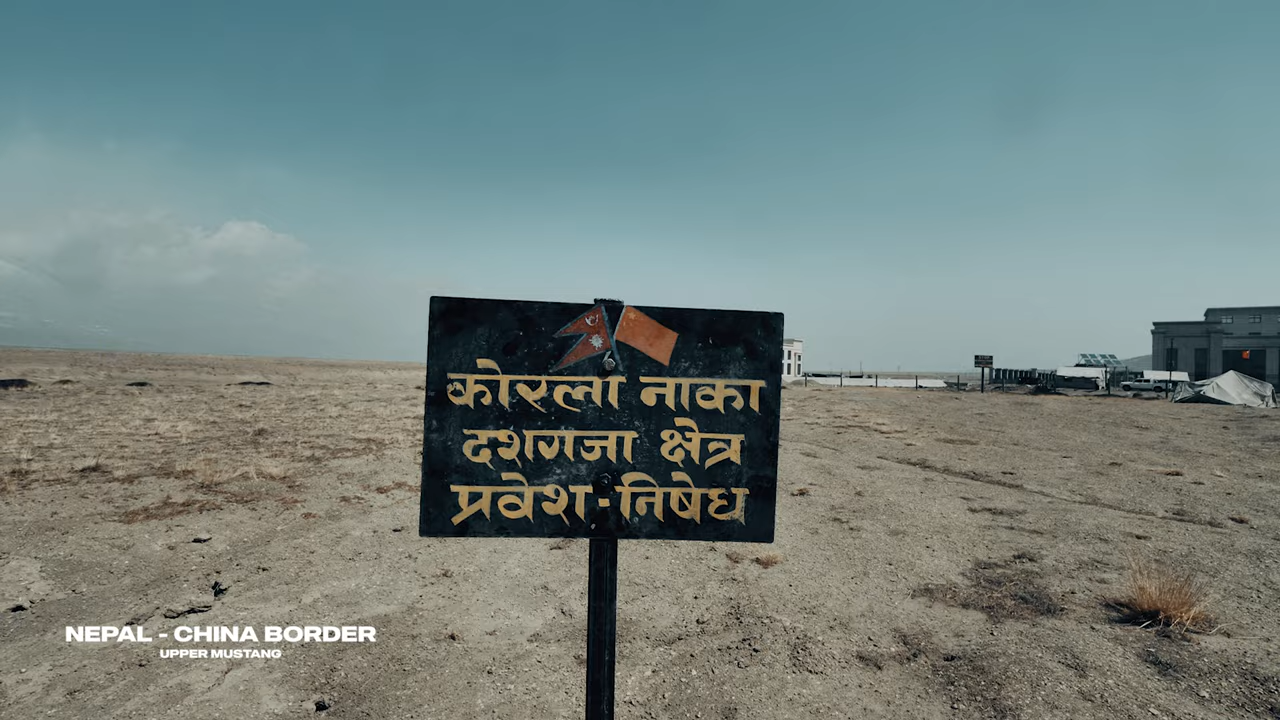 कोरला नाका
दशगजा क्षेत्र
प्रवेश-निषेध
NEPAL - CHINA BORDER
UPPER MUSTANG